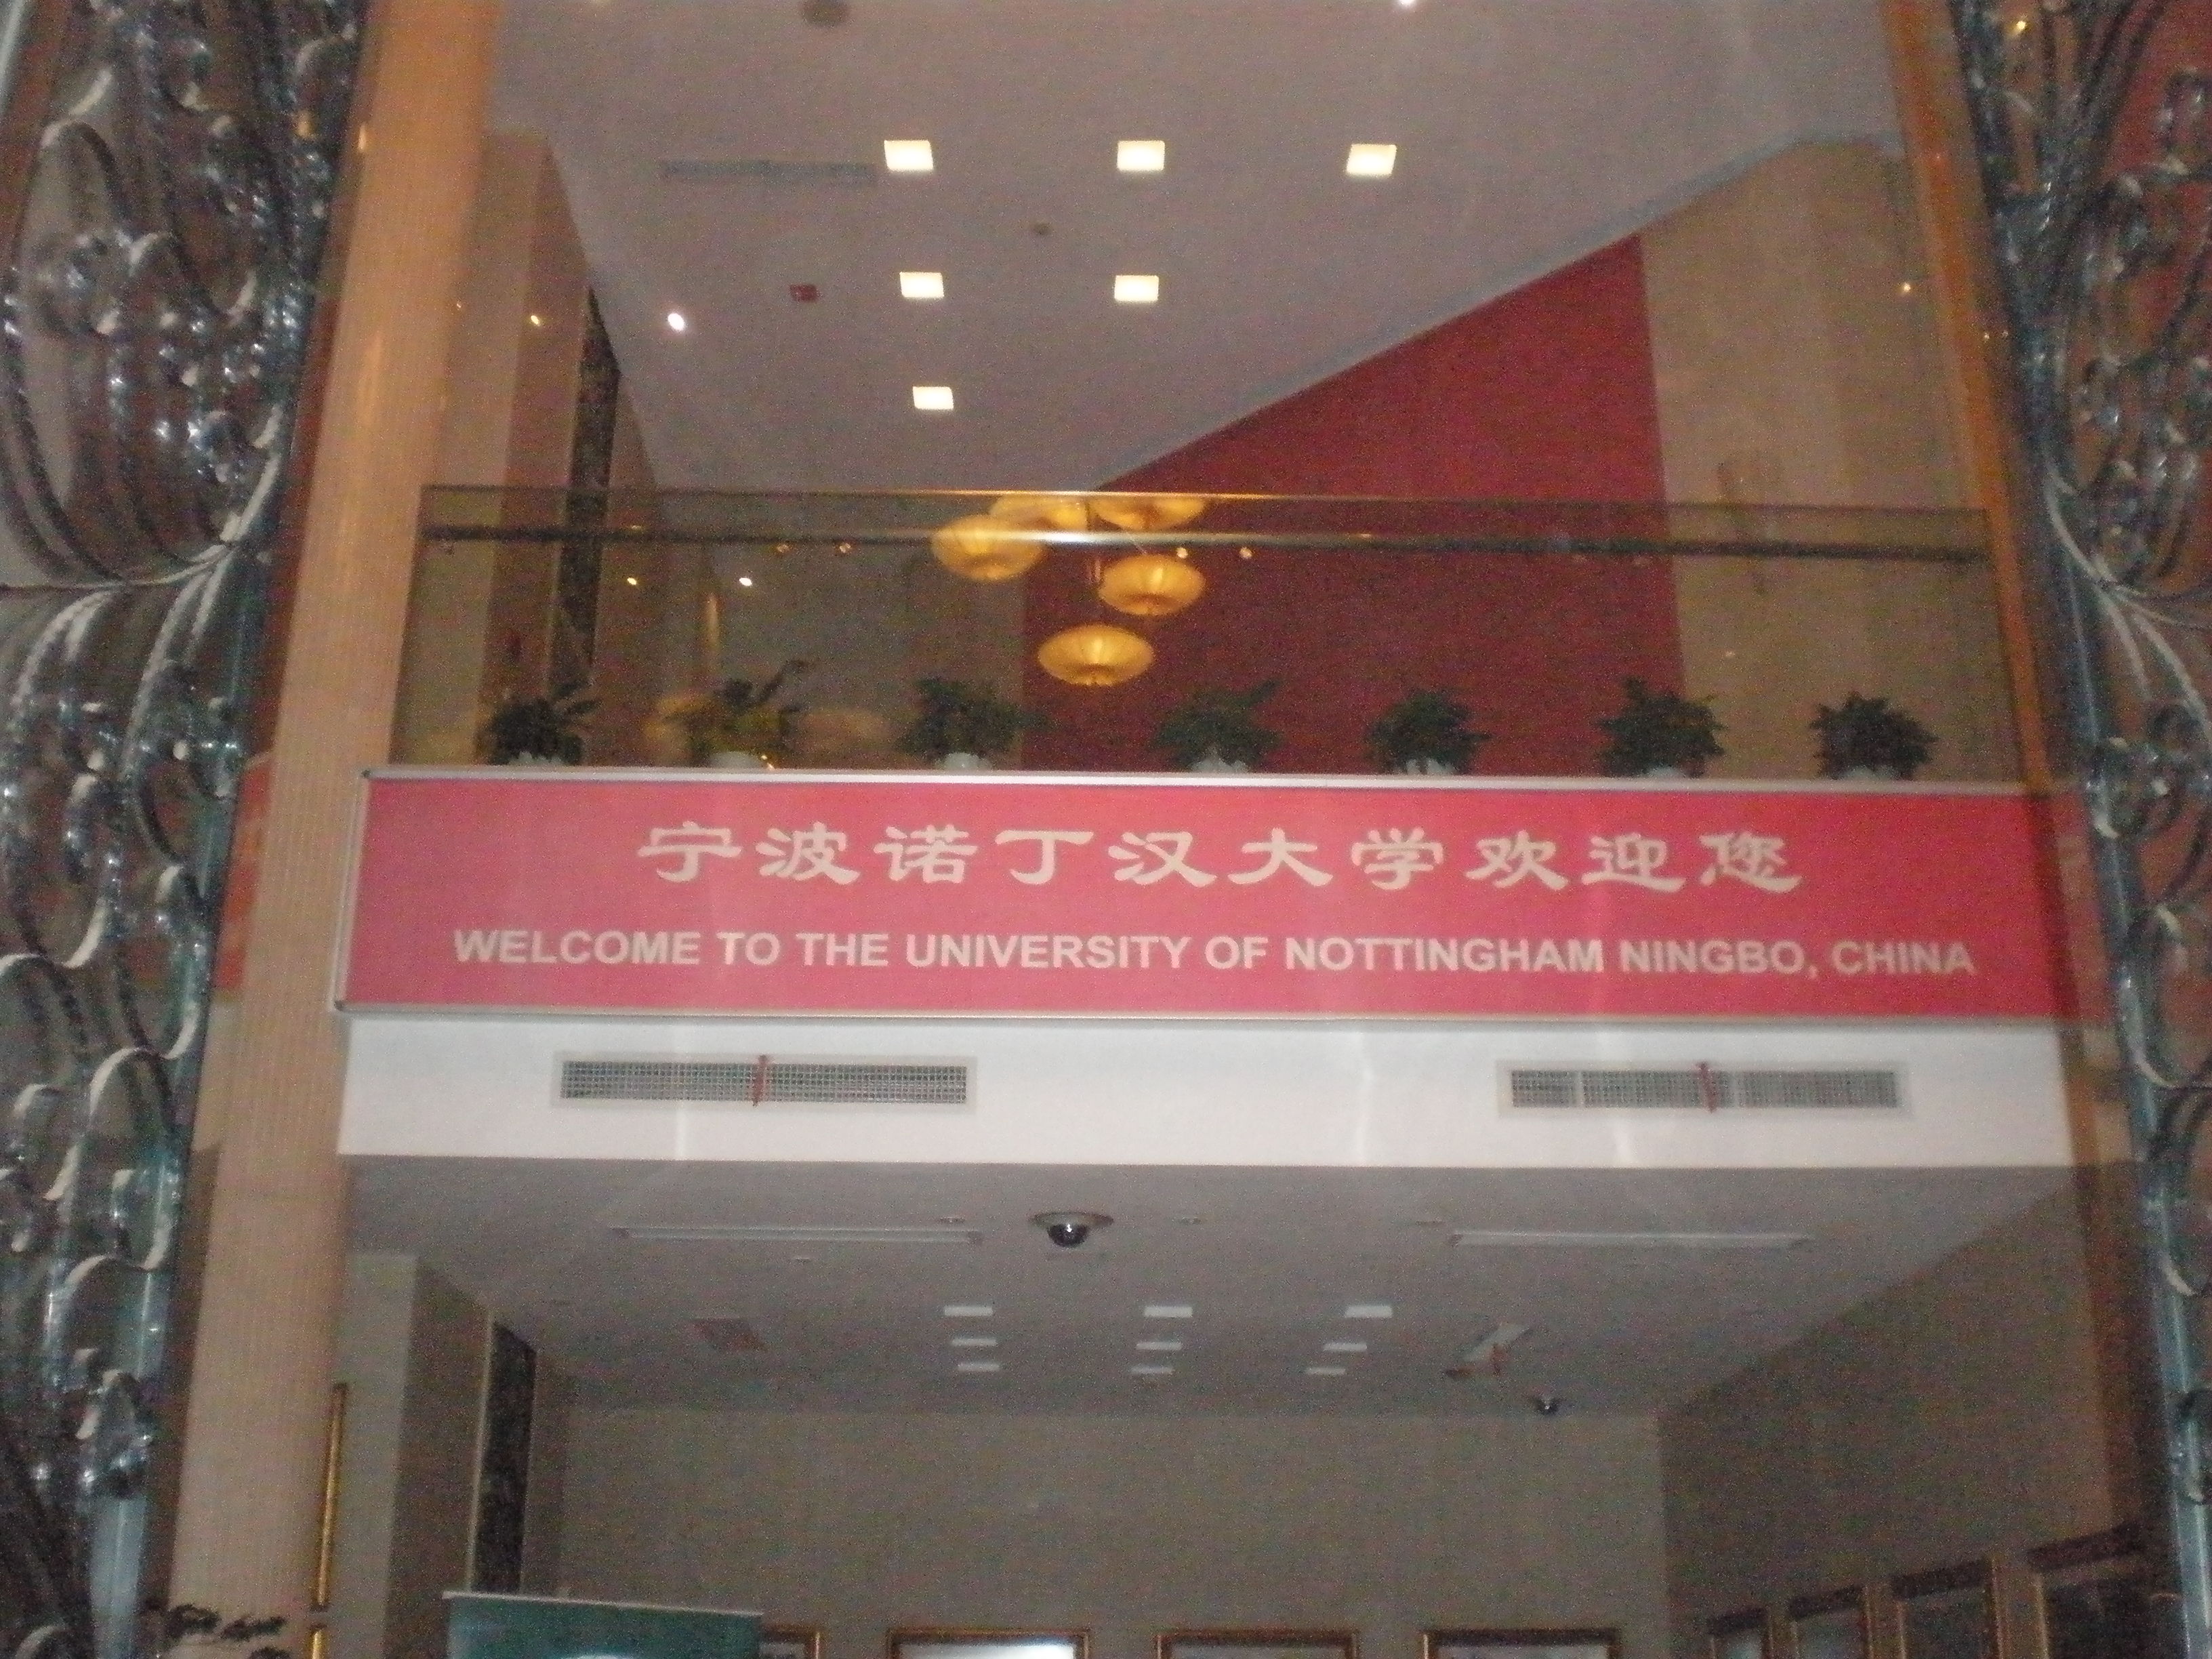 宁波诺丁汉大学欢迎您
WELCOME TO THE UNIVERSITY OF NOTTINGHAM NINGBO, CHINA